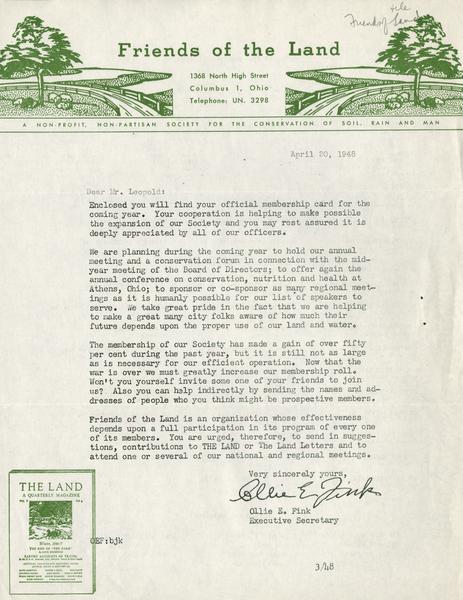 file
Friends of Land
Friends of the Land
1368 North High Street
Columbus 1, Ohio
Telephone: UN. 3298
A NON-PROFIT, NON-PARTISAN SOCIETY FOR THE CONSERVATION OF SOIL, RAIN AND MAN
April 20, 1948
Dear Mr. Leopold:
Enclosed you will find your official membership card for the
coming year. Your cooperation is helping to make possible
the expansion of our Society and you may rest assured it is
deeply appreciated by all of our officers.
We are planning during the coming year to hold our annual
meeting and a conservation forum in connection with the mid-
year meeting of the Board of Directors; to offer again the
annual conference on conservation, nutrition and health at
Athens, Ohio; to sponsor or co-sponsor as many regional meet-
ings as it is humanly possible for our list of speakers to
serve. We take great pride in the fact that we are helping
to make a great many city folks aware of how much their
future depends upon the proper use of our land and water.
The membership of our Society has made a gain of over fifty
per cent during the past year, but it is still not as large
as is necessary for our efficient operation. Now that the
war is over we must greatly increase our membership roll.
Won't you yourself invite some one of your friends to join
us? Also you can help indirectly by sending the names and ad-
dresses of people who you think might be prospective members.
Friends of the Land is an organization whose effectiveness
depends upon a full participation in its program of every one
of its members. You are urged, therefore, to send in sugges-
tions, contributions to THE LAND or The Land Letters and to
attend one or several of our national and regional meetings.
Very sincerely yours,
Ollie E. Fink
Ollie E. Fink
Executive Secretary
THE LAND
A QUARTERLY MAGAZINE
OEF:bjk
3/48